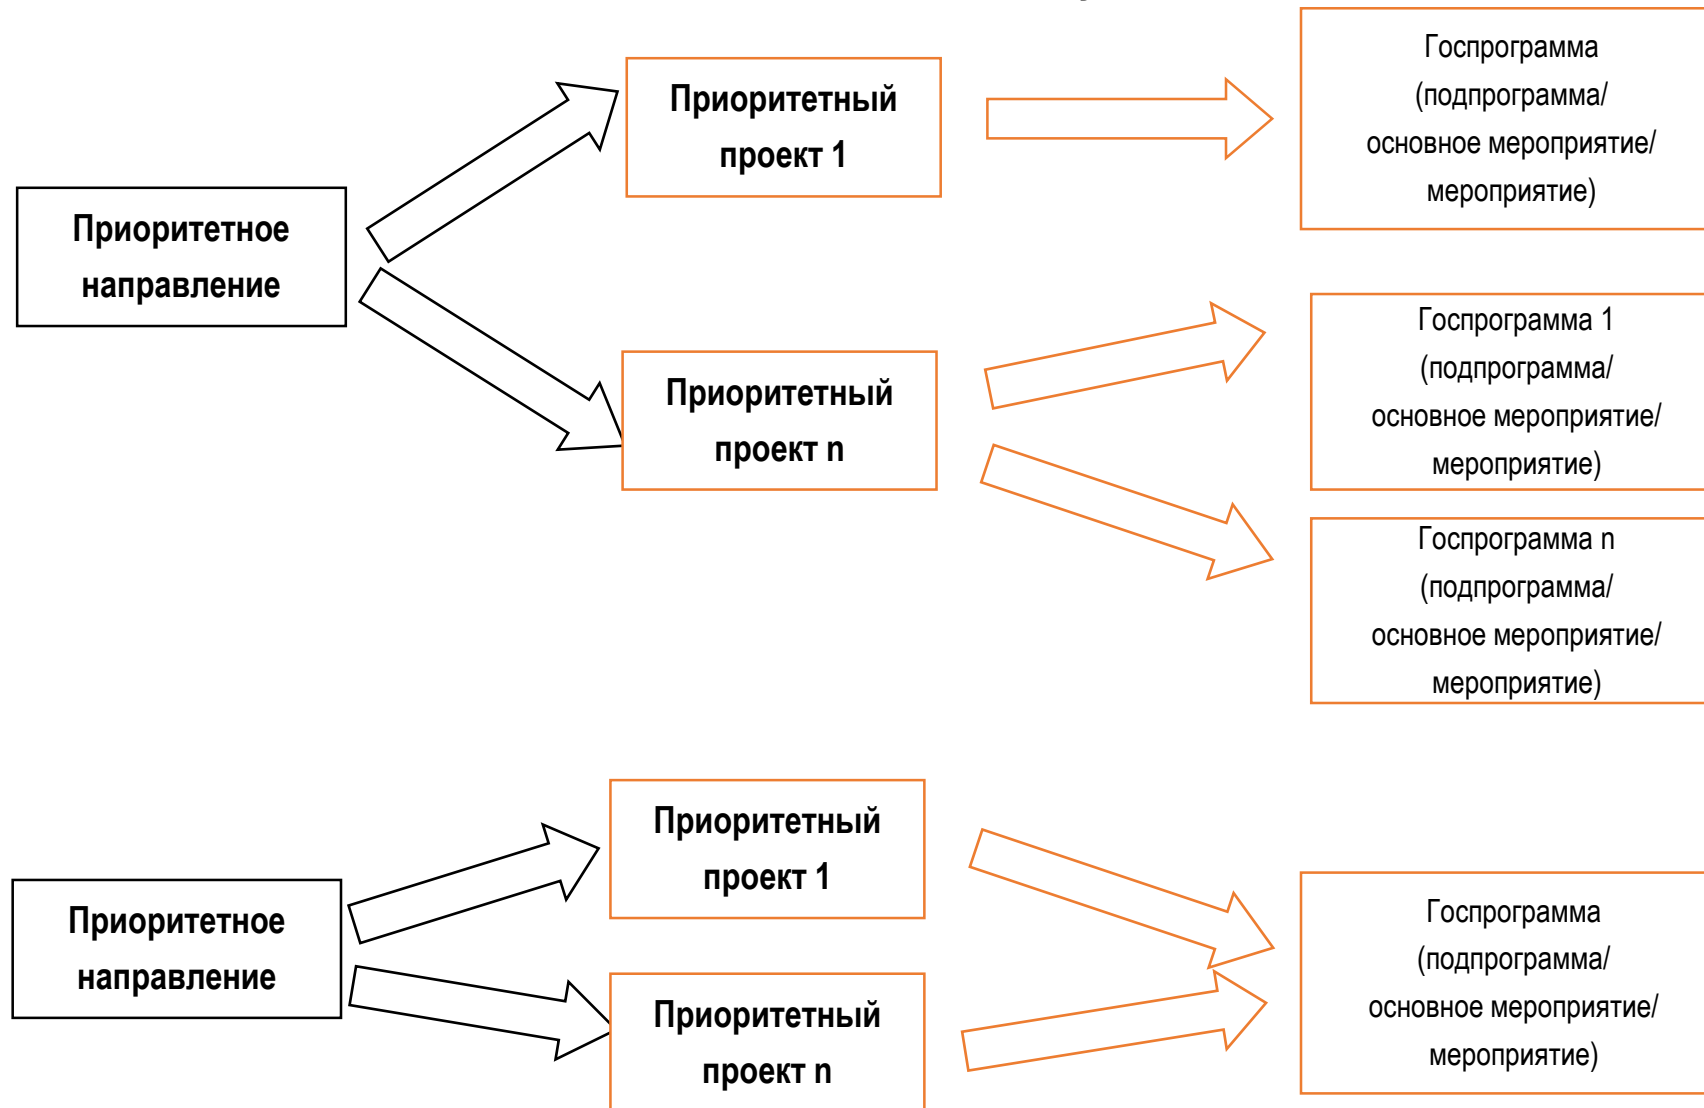 Приоритетное
направление
Приоритетный
проект 1
Госпрограмма
(подпрограмма/
основное мероприятие/
мероприятие)
Приоритетный
проект n
Госпрограмма 1
(подпрограмма/
основное мероприятие/
мероприятие)
Госпрограмма n
(подпрограмма/
основное мероприятие/
мероприятие)
Приоритетное
направление
Приоритетный
проект 1
Приоритетный
проект n
Госпрограмма
(подпрограмма/
основное мероприятие/
мероприятие)